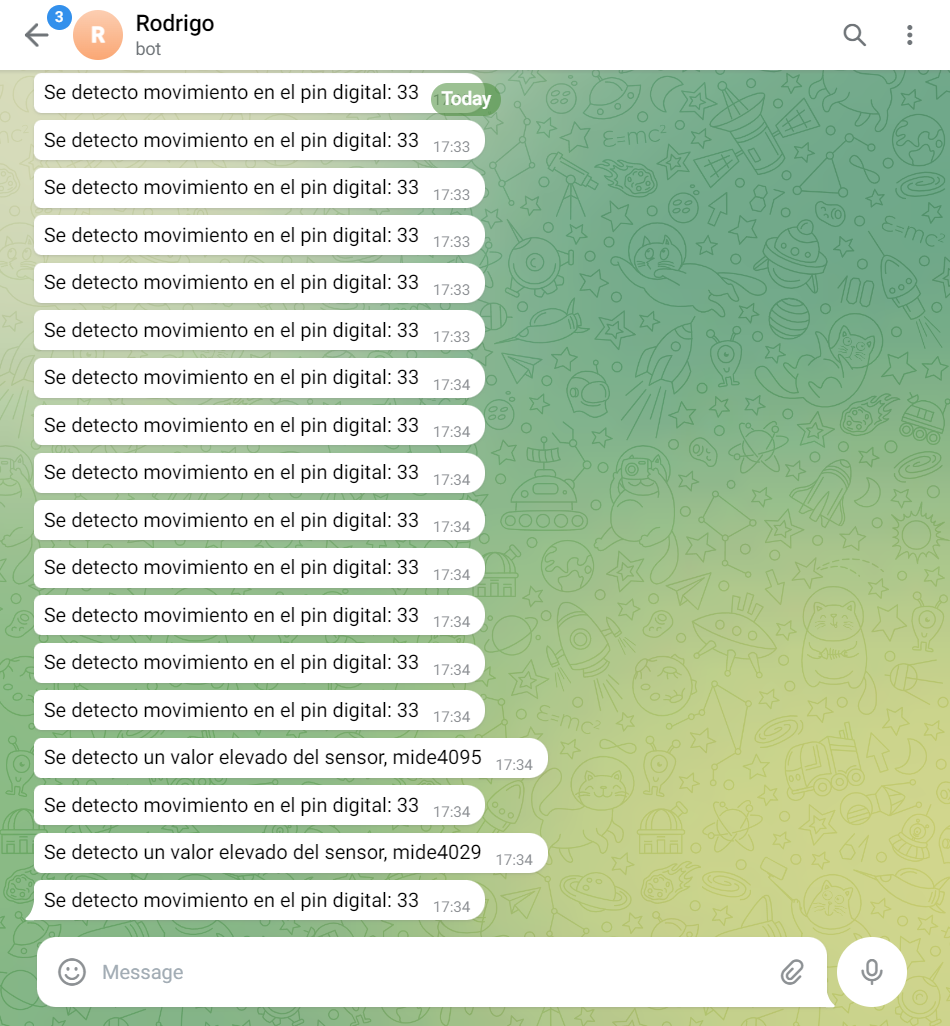 3
R
Rodrigo
bot
Today
Se detecto movimiento en el pin digital: 33
Se detecto movimiento en el pin digital: 33 17:33
Se detecto movimiento en el pin digital: 33 17:33
Se detecto movimiento en el pin digital: 33 17:33
Se detecto movimiento en el pin digital: 33 17:33
Se detecto movimiento en el pin digital: 33 17:33
Se detecto movimiento en el pin digital: 33 17:34
Se detecto movimiento en el pin digital: 33 17:34
Se detecto movimiento en el pin digital: 33 17:34
Se detecto movimiento en el pin digital: 33 17:34
Se detecto movimiento en el pin digital: 33 17:34
Se detecto movimiento en el pin digital: 33 17:34
Se detecto movimiento en el pin digital: 33 17:34
Se detecto movimiento en el pin digital: 33 17:34
Se detecto un valor elevado del sensor, mide4095 17:34
Se detecto movimiento en el pin digital: 33 17:34
Se detecto un valor elevado del sensor, mide4029 17:34
Se detecto movimiento en el pin digital: 33 17:34
Message